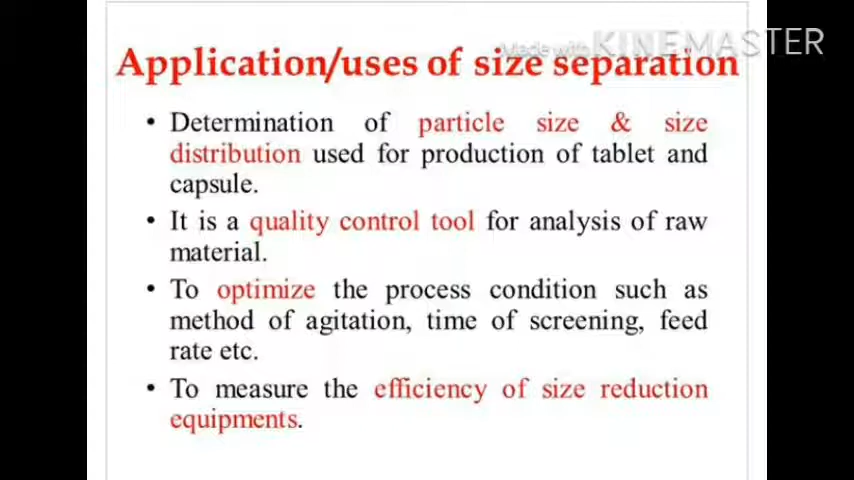 Made with KINEMASTER
Application/uses of size separation
• Determination of particle size & size
distribution used for production of tablet and
capsule.
• It is a quality control tool for analysis of raw
material.
• To optimize the process condition such as
method of agitation, time of screening, feed
rate etc.
• To measure the efficiency of size reduction
equipments.